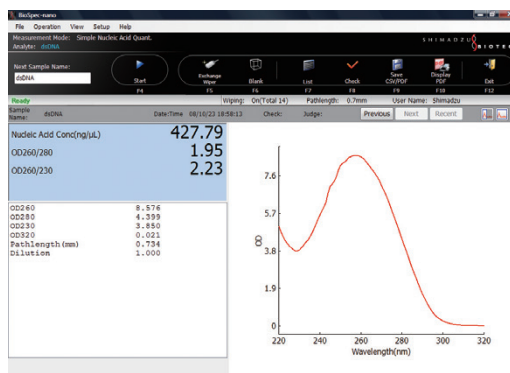 BioSpec-nano
File Operation View Setup Help
Measurement Mode: Simple Nucleic Acid Quant.
Analyte: dsDNA
SHIMADZU
BIOTE
Next Sample Name:
dsDNA
Start
Exchange Wipe
Blank
List
Check
Save CSV/PDF
Display PDF
Exit
F4 F5 F6 F7 F8 F9 F10 F12
Ready Wiping: On(Total 14) Pathlength: 0.7mm User Name: Shimadzu
Sample Name: dsDNA Date:Time 08/10/23 18:58:13 Check: Judge: Previous Next Recent
Nucleic Acid Conc(ng/µL) 427.79
OD260/280 1.95
OD260/230 2.23
OD260 8.576
OD280 4.399
OD230 3.850
OD320 0.021
Pathlength(mm) 0.734
Dilution 1.000
OD
7.6
5.7
3.8
1.9
0
220 240 260 280 300 320
Wavelength(nm)